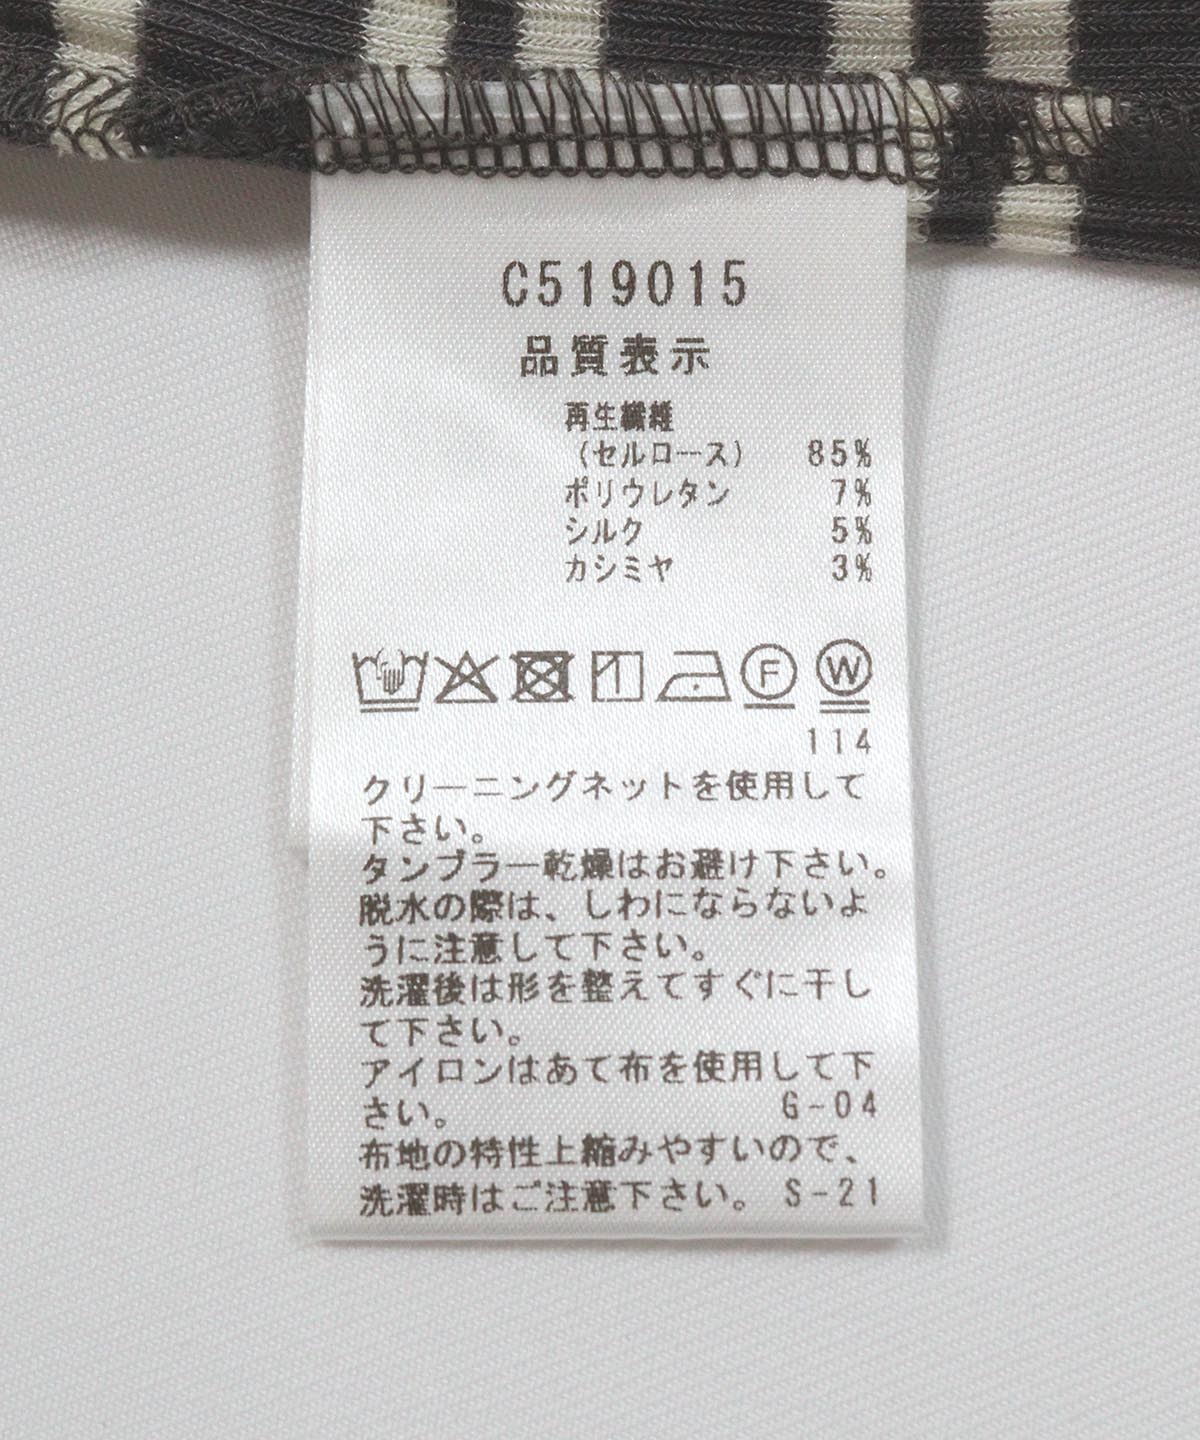 C519015
品質表示
再生繊維
(セルロース) 85%
ポリウレタン 7%
シルク 5%
カシミヤ 3%
F W
114
クリーニングネットを使用して
下さい。
タンブラー乾燥はお避け下さい。
脱水の際は、しわにならないよ
うに注意して下さい。
洗濯後は形を整えてすぐに干し
て下さい。
アイロンはあて布を使用して下
さい。 G-04
布地の特性上縮みやすいので、
洗濯時はご注意下さい。 S-21